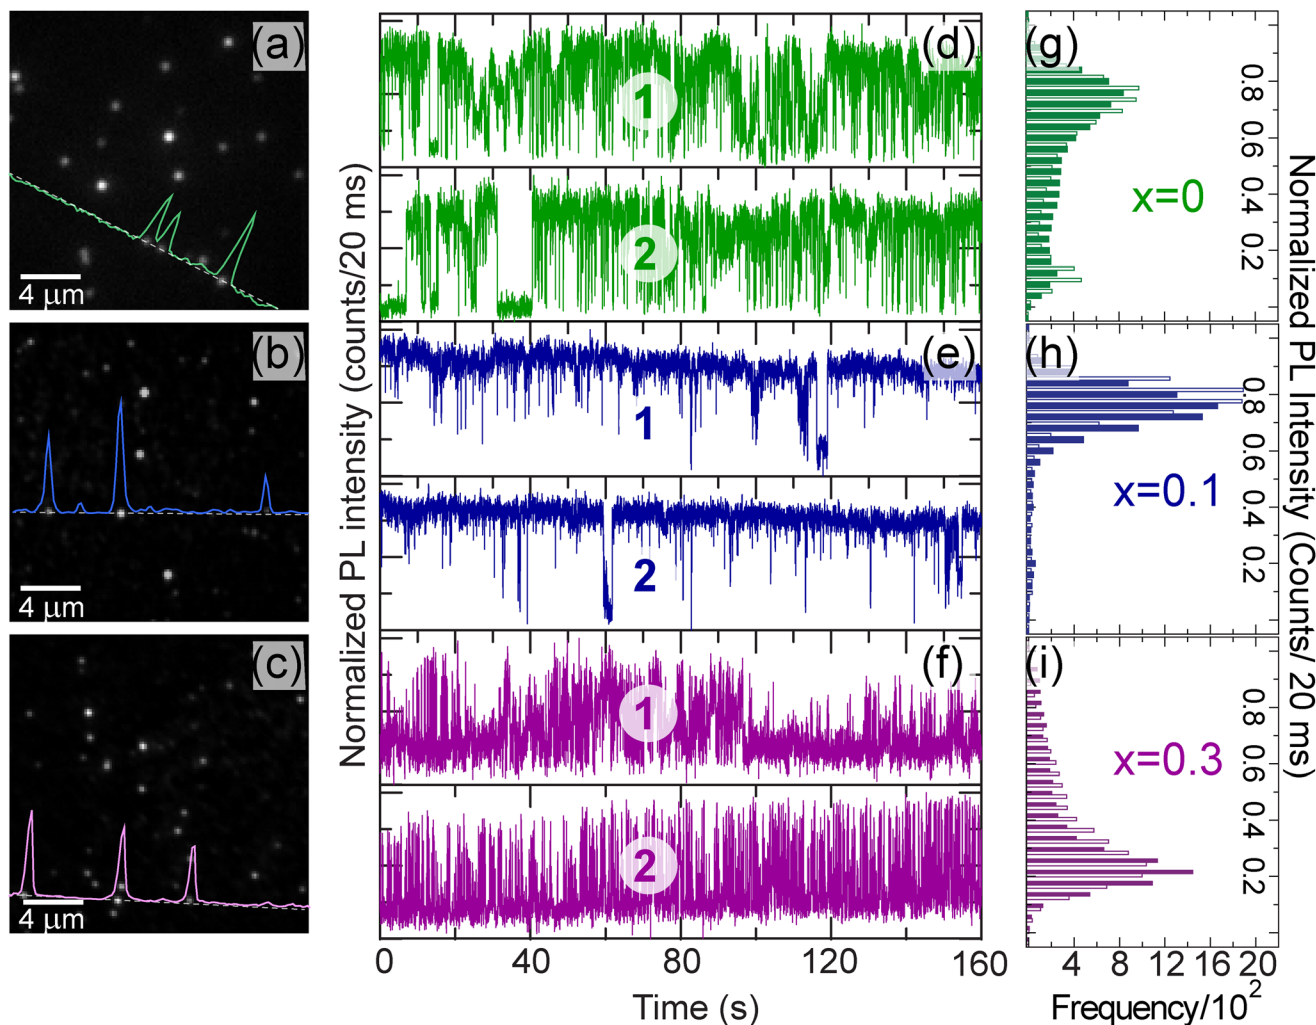 (a)
4 μm
(b)
4 μm
(c)
4 μm
Normalized PL intensity (counts/20 ms)
(d)
1
2
(e)
1
2
(f)
1
2
0 40 80 120 160
Time (s)
(g)
x=0
0.8
0.6
0.4
0.2
(h)
x=0.1
0.8
0.6
0.4
0.2
(i)
x=0.3
0.8
0.6
0.4
0.2
4 8 12 16 20
Frequency/10²
Normalized PL Intensity (Counts/ 20 ms)